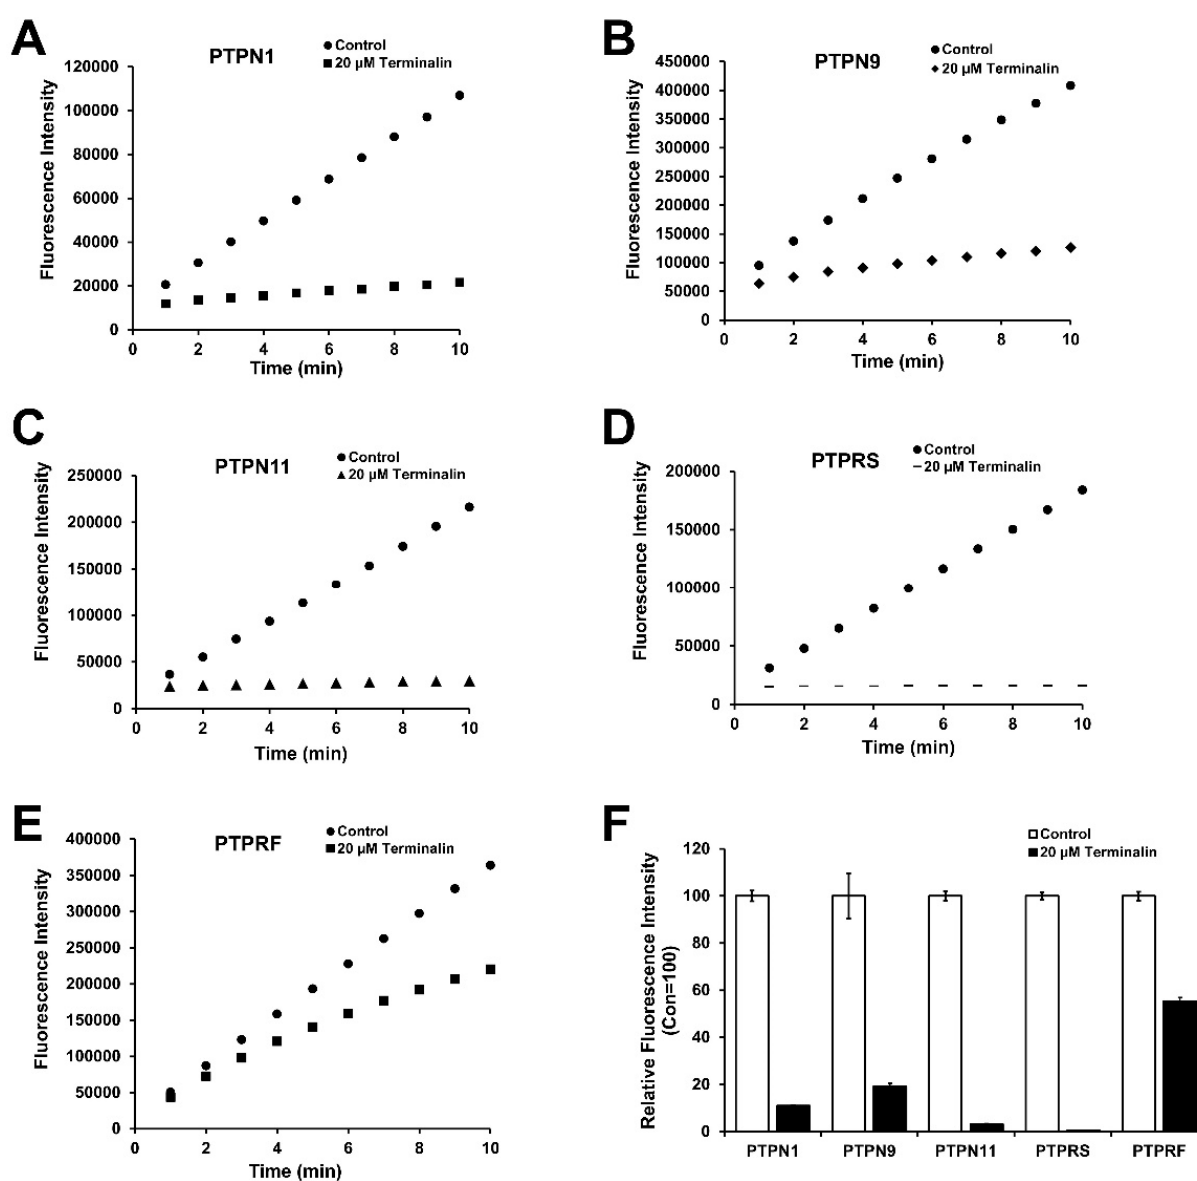 A
PTPN1
Control
20 µM Terminalin
Fluorescence Intensity
120000
100000
80000
60000
40000
20000
0
0 2 4 6 8 10
Time (min)
B
PTPN9
Control
20 µM Terminalin
Fluorescence Intensity
450000
400000
350000
300000
250000
200000
150000
100000
50000
0
0 2 4 6 8 10
Time (min)
C
PTPN11
Control
20 µM Terminalin
Fluorescence Intensity
250000
200000
150000
100000
50000
0
0 2 4 6 8 10
Time (min)
D
PTPRS
Control
20 µM Terminalin
Fluorescence Intensity
200000
150000
100000
50000
0
0 2 4 6 8 10
Time (min)
E
PTPRF
Control
20 µM Terminalin
Fluorescence Intensity
400000
350000
300000
250000
200000
150000
100000
50000
0
0 2 4 6 8 10
Time (min)
F
Control
20 µM Terminalin
Relative Fluorescence Intensity
(Con=100)
120
100
80
60
40
20
0
PTPN1 PTPN9 PTPN11 PTPRS PTPRF